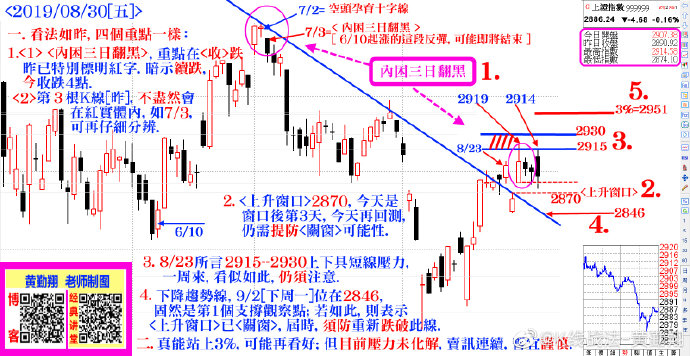 <2019/08/30[五]>
一. 看法如昨, 四個重點一樣:
1.<1> <內困三日翻黑>, 重點在<收>跌
昨已特別標明紅字, 暗示續跌,
今收跌4點.
<2>第3根K線[昨], 不盡然會
在紅實體內, 如7/3,
可再仔細分辨.
7/2= 空頭孕育十字線
7/3=<內困三日翻黑>
[6/10起漲的這段反彈, 可能即將結束]
內困三日翻黑
1.
6/10
2919
2914
8/23
5.
3%=2951
2930
3.
2915
<上升窗口>
2870
2.
2846
4.
2. <上升窗口>2870, 今天是
窗口後第3天, 今天再回測,
仍需提防<關窗>可能性.
3. 8/23所言2915~2930上下具短線壓力,
一周來, 看似如此, 仍須注意.
4. 下降趨勢線, 9/2[下周一]位在2846,
固然是第1個支撐觀察點; 若如此, 則表示
<上升窗口>已<關窗>, 屆時, 須防重新跌破此線.
二. 真能站上3%, 可能再看好; 但目前壓力未化解, 賣訊連續,
黃勤翔 老師制图
博客
經典講堂
上證指數 999999
2886.24 ▼-4.68 -0.16%
今日開盤 2907.38
昨日收盤 2890.92
最高指數 2914.58
最低指數 2874.10
2920
2916
2912
2908
2904
2900
2895
2891
2887
2883
2879